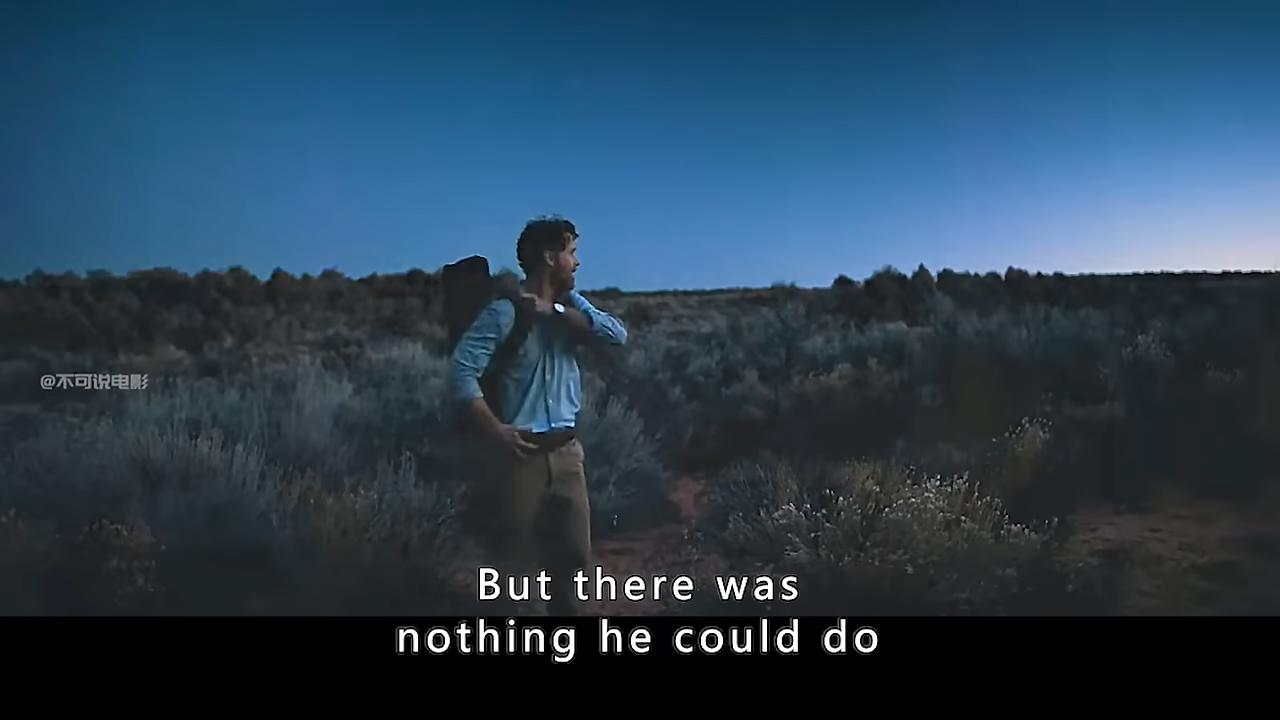 @不可说电影
But there was
nothing he could do